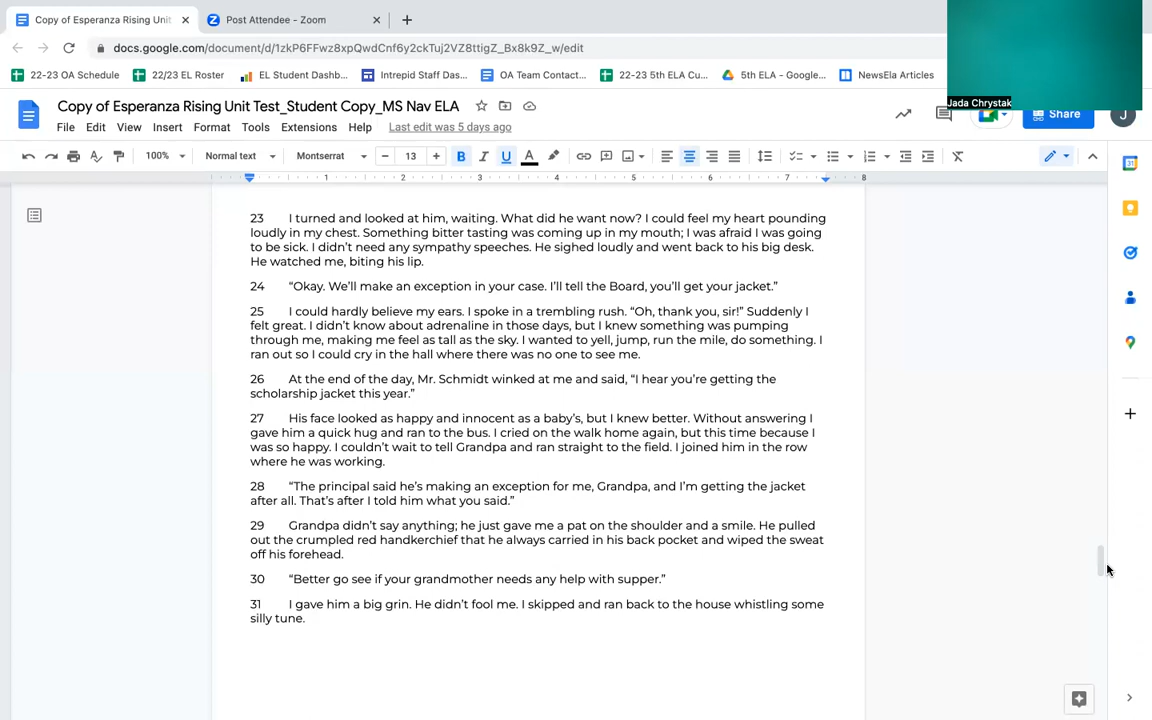 Copy of Esperanza Rising Unit
Post Attendee - Zoom
docs.google.com/document/d/1zkP6FFwz8xpQwdCnf6y2ckTuj2VZ8ttigZ_Bx8k9Z_w/edit
22-23 OA Schedule
22/23 EL Roster
EL Student Dashb...
Intrepid Staff Das...
OA Team Contact...
22-23 5th ELA Cu...
5th ELA - Google...
NewsEla Articles
Jada Chrystak
Copy of Esperanza Rising Unit Test_Student Copy_MS Nav ELA
File Edit View Insert Format Tools Extensions Help Last edit was 5 days ago
Share
J
100% Normal text Montserrat 13 B I U A
1 2 3 4 5 6 7 8
31
23 I turned and looked at him, waiting. What did he want now? I could feel my heart pounding
loudly in my chest. Something bitter tasting was coming up in my mouth; I was afraid I was going
to be sick. I didn’t need any sympathy speeches. He sighed loudly and went back to his big desk.
He watched me, biting his lip.
24 “Okay. We’ll make an exception in your case. I’ll tell the Board, you’ll get your jacket.”
25 I could hardly believe my ears. I spoke in a trembling rush. “Oh, thank you, sir!” Suddenly I
felt great. I didn’t know about adrenaline in those days, but I knew something was pumping
through me, making me feel as tall as the sky. I wanted to yell, jump, run the mile, do something. I
ran out so I could cry in the hall where there was no one to see me.
26 At the end of the day, Mr. Schmidt winked at me and said, “I hear you’re getting the
scholarship jacket this year.”
27 His face looked as happy and innocent as a baby’s, but I knew better. Without answering I
gave him a quick hug and ran to the bus. I cried on the walk home again, but this time because I
was so happy. I couldn’t wait to tell Grandpa and ran straight to the field. I joined him in the row
where he was working.
28 “The principal said he’s making an exception for me, Grandpa, and I’m getting the jacket
after all. That’s after I told him what you said.”
29 Grandpa didn’t say anything; he just gave me a pat on the shoulder and a smile. He pulled
out the crumpled red handkerchief that he always carried in his back pocket and wiped the sweat
off his forehead.
30 “Better go see if your grandmother needs any help with supper.”
31 I gave him a big grin. He didn’t fool me. I skipped and ran back to the house whistling some
silly tune.